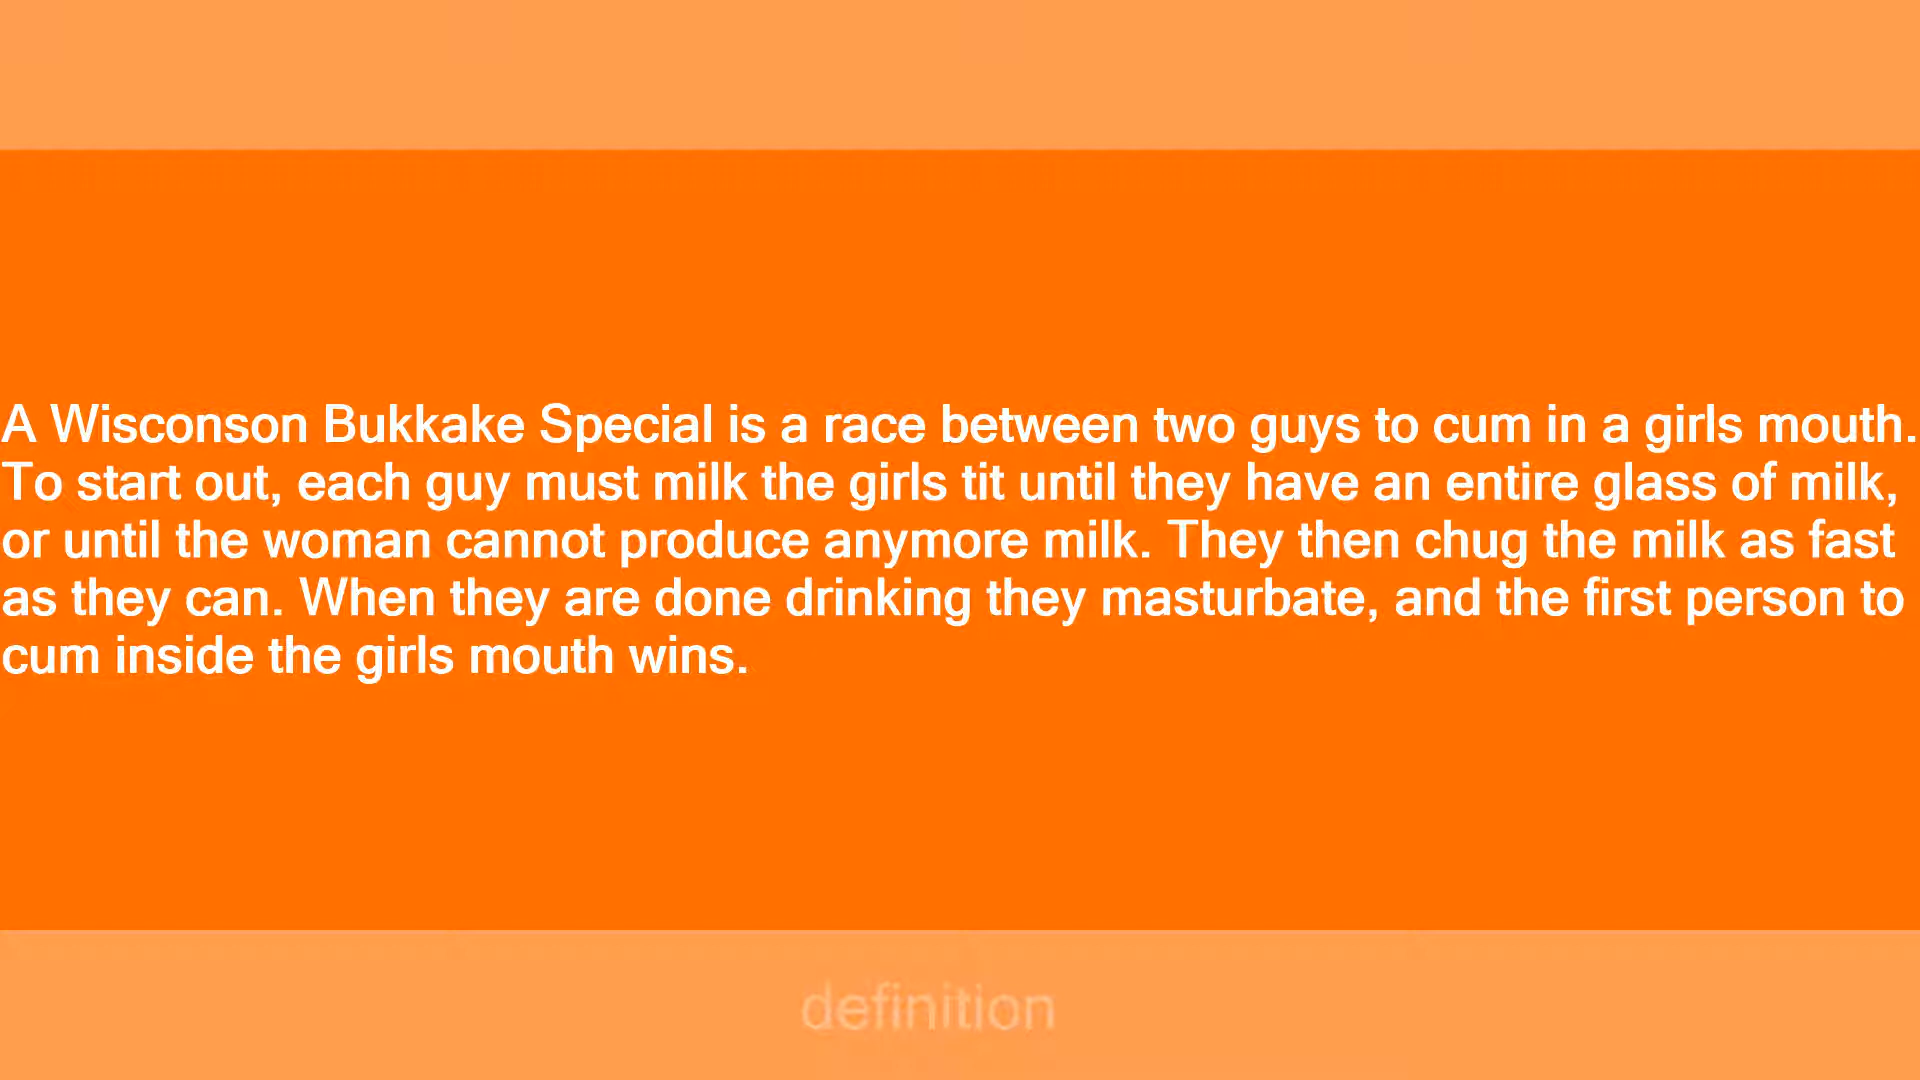 A Wisconson Bukkake Special is a race between two guys to cum in a girls mouth.
To start out, each guy must milk the girls tit until they have an entire glass of milk,
or until the woman cannot produce anymore milk. They then chug the milk as fast
as they can. When they are done drinking they masturbate, and the first person to
cum inside the girls mouth wins.
definition